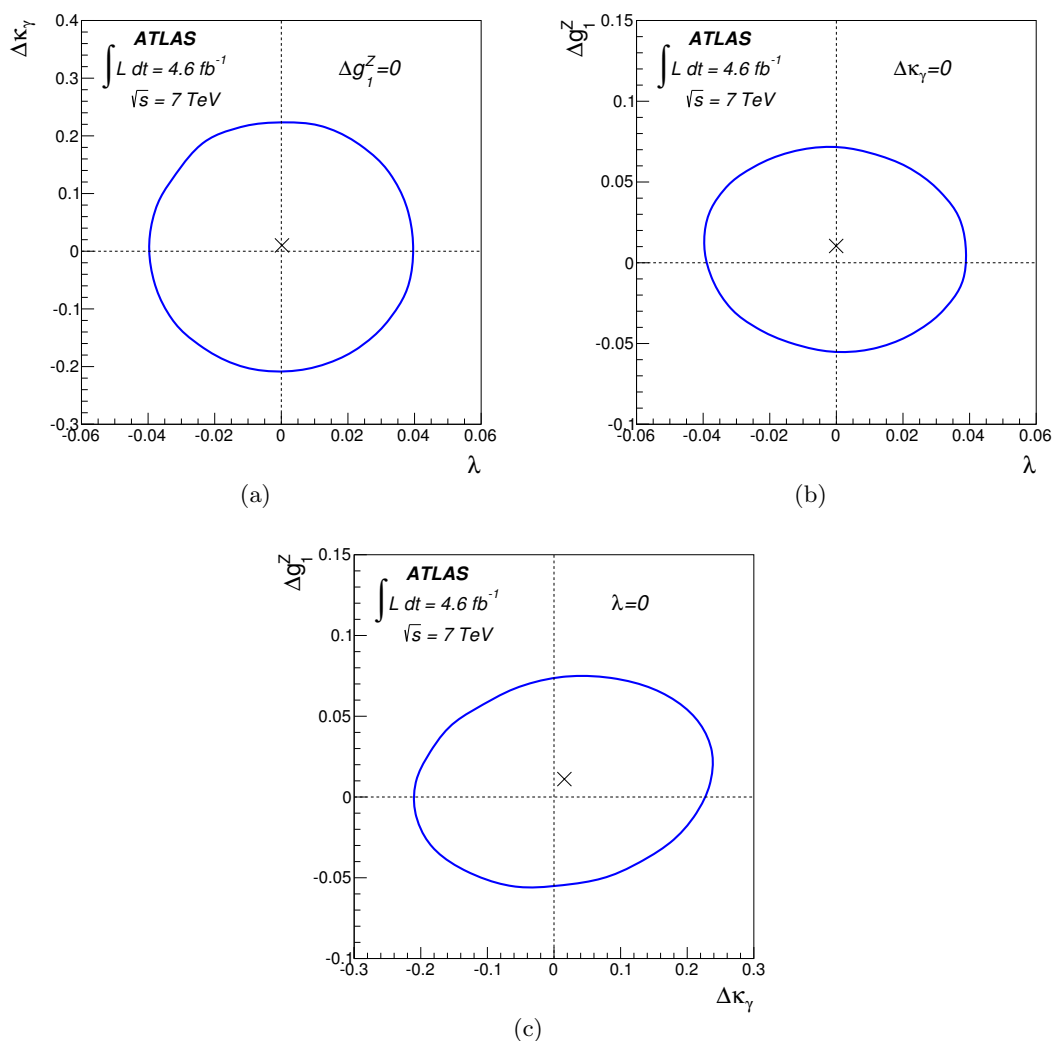 Δκ_γ
0.4
0.3
0.2
0.1
0
-0.1
-0.2
-0.3
ATLAS
∫ L dt = 4.6 fb⁻¹
√s = 7 TeV
Δg₁^Z=0
-0.06 -0.04 -0.02 0 0.02 0.04 0.06
λ
(a)
Δg₁^Z
0.15
0.1
0.05
0
-0.05
-0.1
ATLAS
∫ L dt = 4.6 fb⁻¹
√s = 7 TeV
Δκ_γ=0
-0.06 -0.04 -0.02 0 0.02 0.04 0.06
λ
(b)
Δg₁^Z
0.15
0.1
0.05
0
-0.05
-0.1
ATLAS
∫ L dt = 4.6 fb⁻¹
√s = 7 TeV
λ=0
-0.3 -0.2 -0.1 0 0.1 0.2 0.3
Δκ_γ
(c)